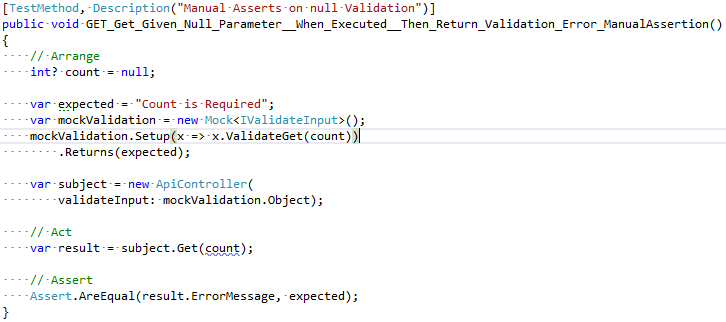 [TestMethod, Description("Manual Asserts on null Validation")]
public void GET_Get_Given_Null_Parameter__When_Executed__Then_Return_Validation_Error_ManualAssertion()
{
    // Arrange
    int? count = null;

    var expected = "Count is Required";
    var mockValidation = new Mock<IValidateInput>();
    mockValidation.Setup(x => x.ValidateGet(count))
        .Returns(expected);

    var subject = new ApiController(
        validateInput: mockValidation.Object);

    // Act
    var result = subject.Get(count);

    // Assert
    Assert.AreEqual(result.ErrorMessage, expected);
}